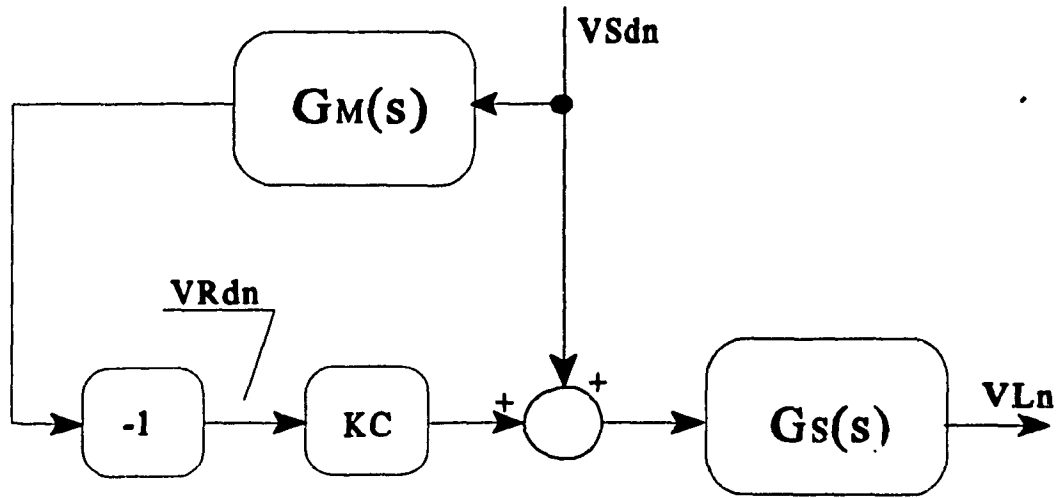 VSdn
GM(s)
VRdn
-1
KC
+
+
GS(s)
VLn